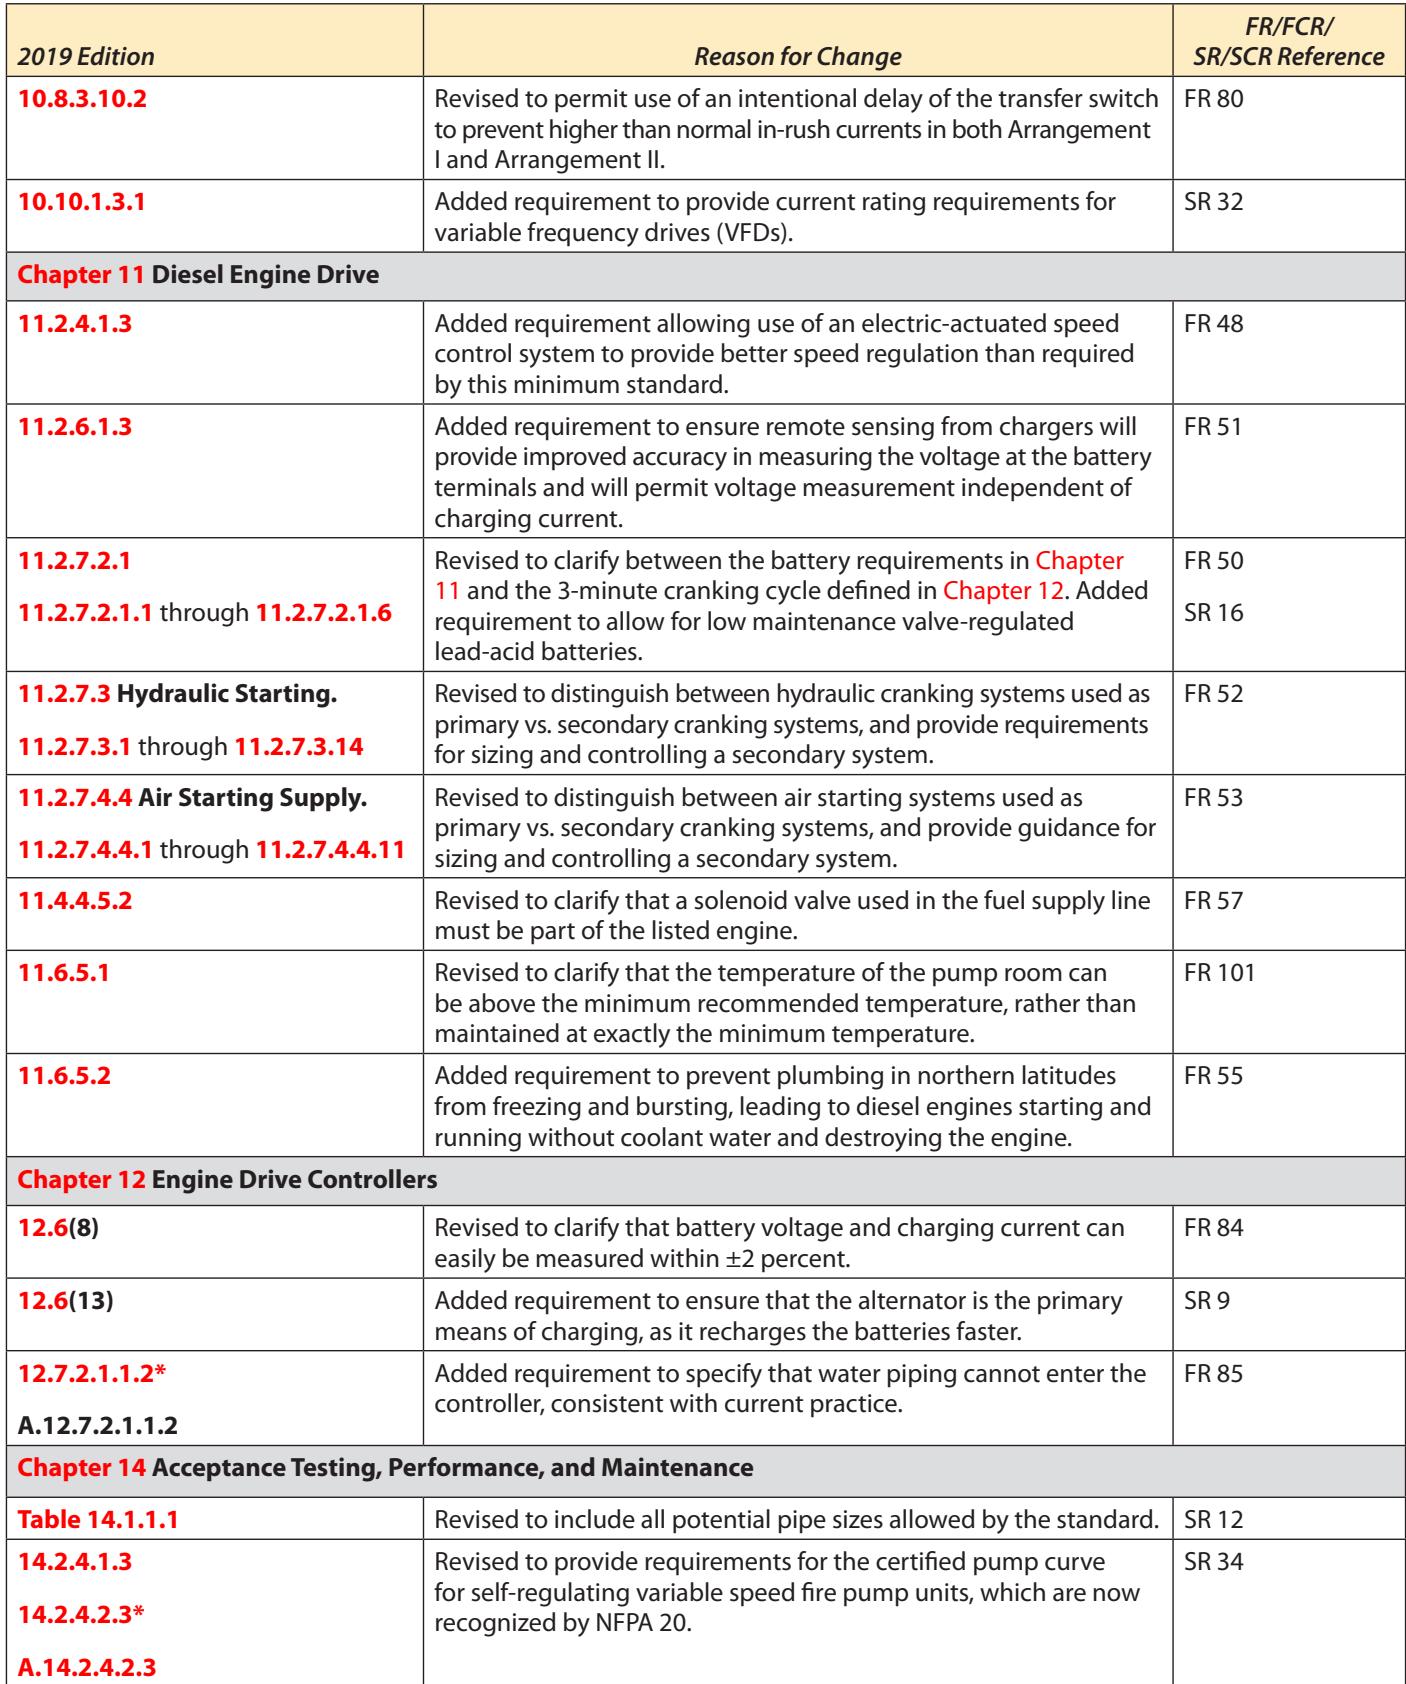 2019 Edition
Reason for Change
FR/FCR/
SR/SCR Reference
10.8.3.10.2
Revised to permit use of an intentional delay of the transfer switch
to prevent higher than normal in-rush currents in both Arrangement
I and Arrangement II.
FR 80
10.10.1.3.1
Added requirement to provide current rating requirements for
variable frequency drives (VFDs).
SR 32
Chapter 11 Diesel Engine Drive
11.2.4.1.3
Added requirement allowing use of an electric-actuated speed
control system to provide better speed regulation than required
by this minimum standard.
FR 48
11.2.6.1.3
Added requirement to ensure remote sensing from chargers will
provide improved accuracy in measuring the voltage at the battery
terminals and will permit voltage measurement independent of
charging current.
FR 51
11.2.7.2.1
11.2.7.2.1.1 through 11.2.7.2.1.6
Revised to clarify between the battery requirements in Chapter
11 and the 3-minute cranking cycle defined in Chapter 12. Added
requirement to allow for low maintenance valve-regulated
lead-acid batteries.
FR 50
SR 16
11.2.7.3 Hydraulic Starting.
11.2.7.3.1 through 11.2.7.3.14
Revised to distinguish between hydraulic cranking systems used as
primary vs. secondary cranking systems, and provide requirements
for sizing and controlling a secondary system.
FR 52
11.2.7.4.4 Air Starting Supply.
11.2.7.4.4.1 through 11.2.7.4.4.11
Revised to distinguish between air starting systems used as
primary vs. secondary cranking systems, and provide guidance for
sizing and controlling a secondary system.
FR 53
11.4.4.5.2
Revised to clarify that a solenoid valve used in the fuel supply line
must be part of the listed engine.
FR 57
11.6.5.1
Revised to clarify that the temperature of the pump room can
be above the minimum recommended temperature, rather than
maintained at exactly the minimum temperature.
FR 101
11.6.5.2
Added requirement to prevent plumbing in northern latitudes
from freezing and bursting, leading to diesel engines starting and
running without coolant water and destroying the engine.
FR 55
Chapter 12 Engine Drive Controllers
12.6(8)
Revised to clarify that battery voltage and charging current can
easily be measured within ±2 percent.
FR 84
12.6(13)
Added requirement to ensure that the alternator is the primary
means of charging, as it recharges the batteries faster.
SR 9
12.7.2.1.1.2*
A.12.7.2.1.1.2
Added requirement to specify that water piping cannot enter the
controller, consistent with current practice.
FR 85
Chapter 14 Acceptance Testing, Performance, and Maintenance
Table 14.1.1.1
Revised to include all potential pipe sizes allowed by the standard.
SR 12
14.2.4.1.3
14.2.4.2.3*
A.14.2.4.2.3
Revised to provide requirements for the certified pump curve
for self-regulating variable speed fire pump units, which are now
recognized by NFPA 20.
SR 34